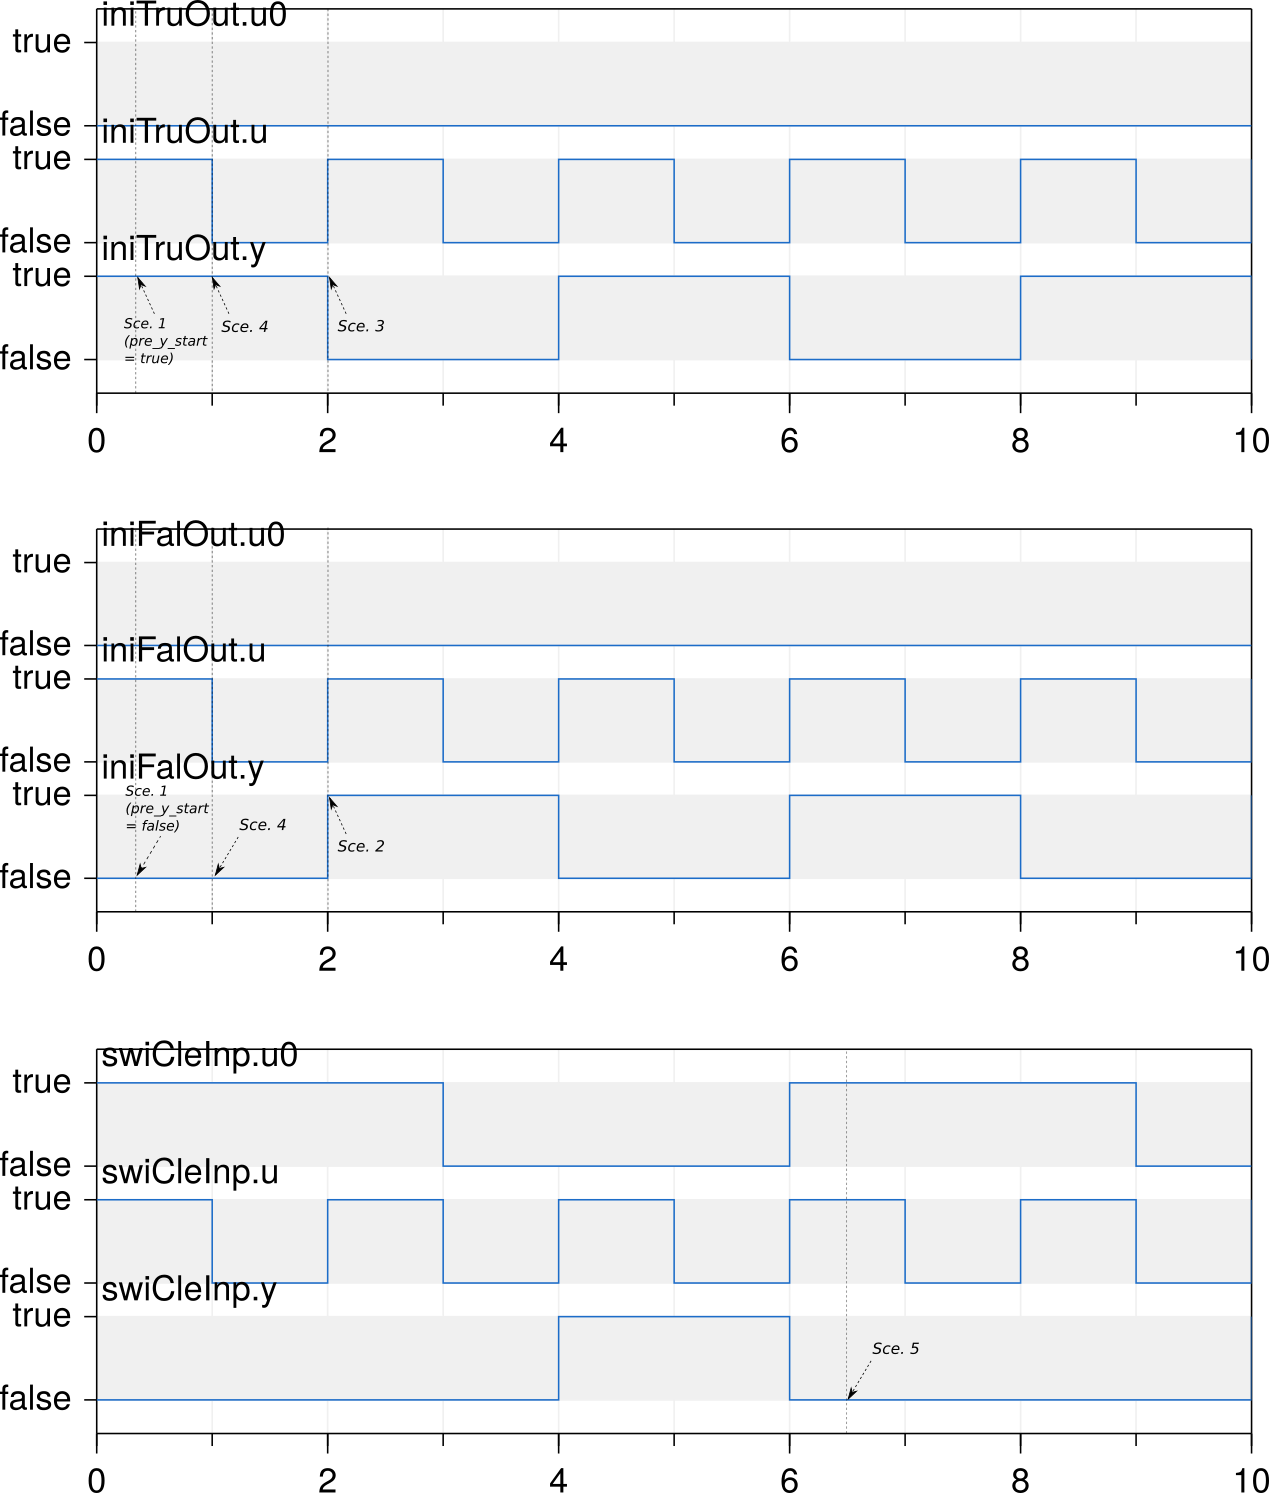 iniTruOut.u0
true
false
iniTruOut.u
true
false
iniTruOut.y
true
Sce. 1
(pre_y_start
= true)
Sce. 4
Sce. 3
false
0 2 4 6 8 10
iniFalOut.u0
true
false
iniFalOut.u
true
false
iniFalOut.y
true
Sce. 1
(pre_y_start
= false)
Sce. 4
Sce. 2
false
0 2 4 6 8 10
swiCleInp.u0
true
false
swiCleInp.u
true
false
swiCleInp.y
true
Sce. 5
false
0 2 4 6 8 10